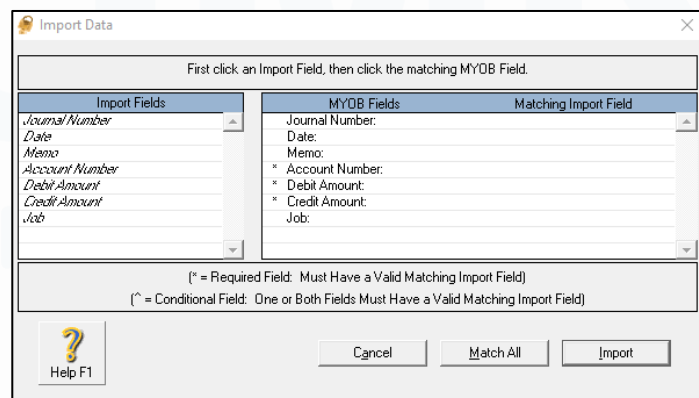 Import Data
First click an Import Field, then click the matching MYOB Field.
Import Fields
Journal Number
Date
Memo
Account Number
Debit Amount
Credit Amount
Job
MYOB Fields Matching Import Field
Journal Number:
Date:
Memo:
* Account Number:
* Debit Amount:
* Credit Amount:
Job:
(* = Required Field: Must Have a Valid Matching Import Field)
(^ = Conditional Field: One or Both Fields Must Have a Valid Matching Import Field)
Help F1
Cancel
Match All
Import